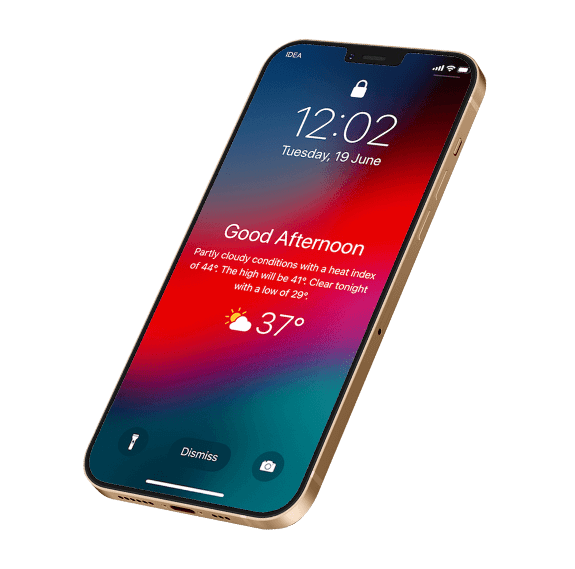 IDEA
12:02
Tuesday, 19 June
Good Afternoon
Partly cloudy conditions with a heat index
of 44°. The high will be 41°. Clear tonight
with a low of 29°.
37°
Dismiss